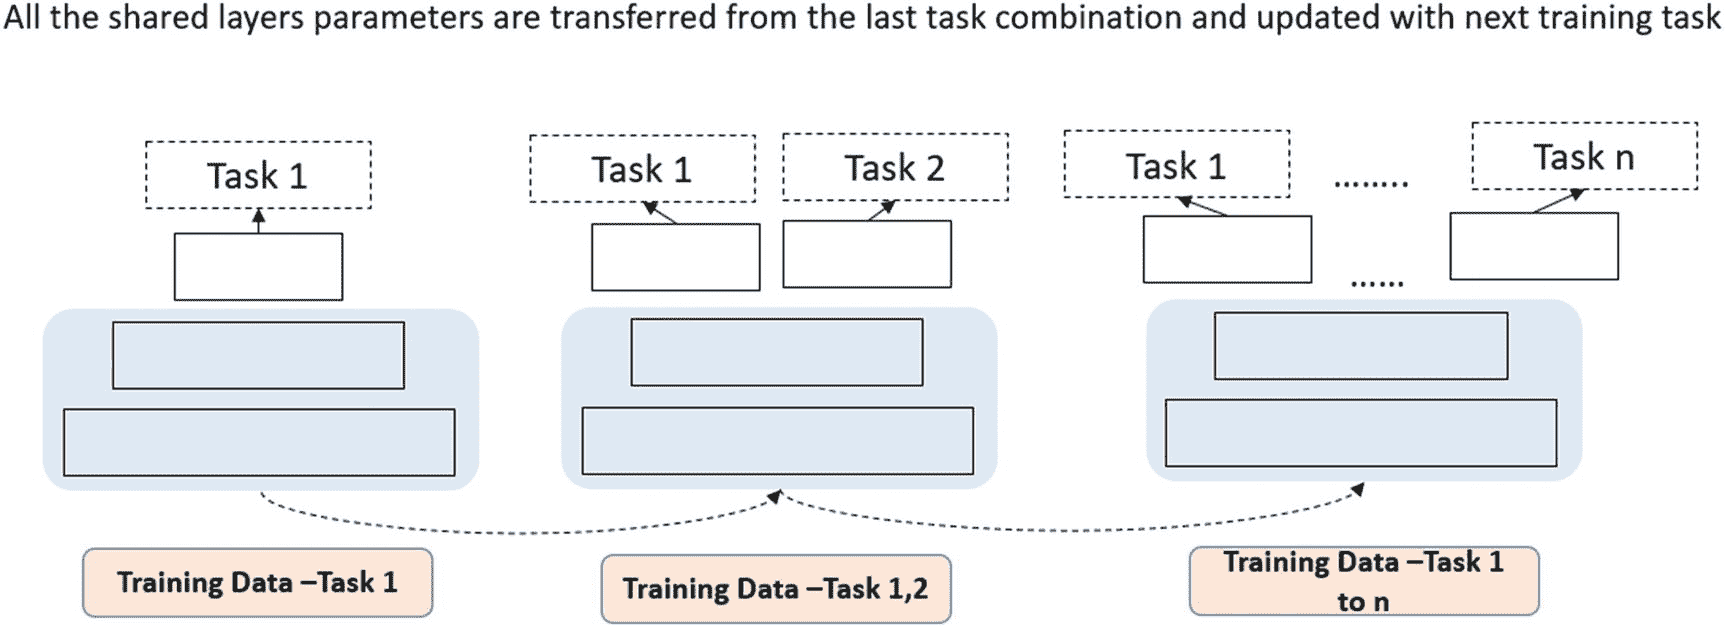 All the shared layers parameters are transferred from the last task combination and updated with next training task
Task 1
Task 1
Task 2
Task 1
........
Task n
......
Training Data –Task 1
Training Data –Task 1,2
Training Data –Task 1
to n